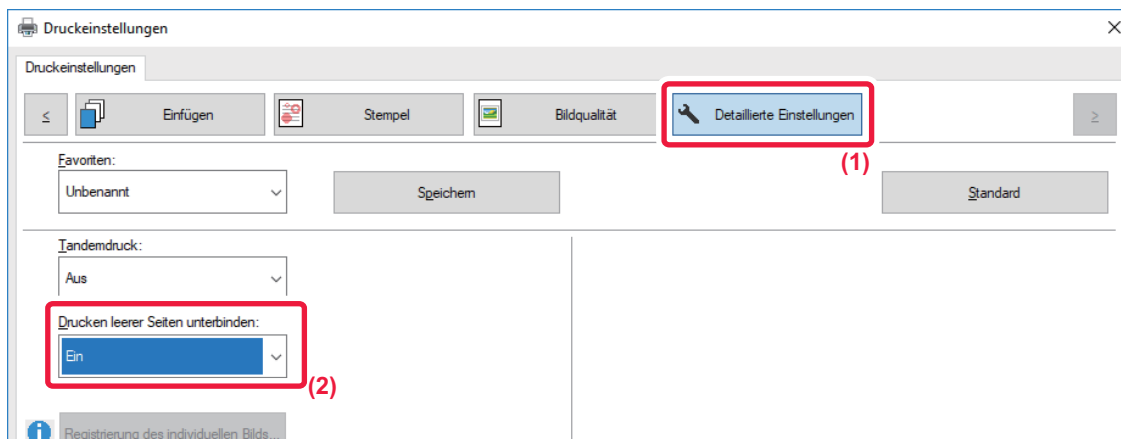 Druckeinstellungen
Druckeinstellungen
< Einfügen Stempel Bildqualität Detaillierte Einstellungen >
(1)
Favoriten:
Unbenannt Speichern Standard
Tandemdruck:
Aus
Drucken leerer Seiten unterbinden:
Ein
(2)
Registrierung des individuellen Bilds...